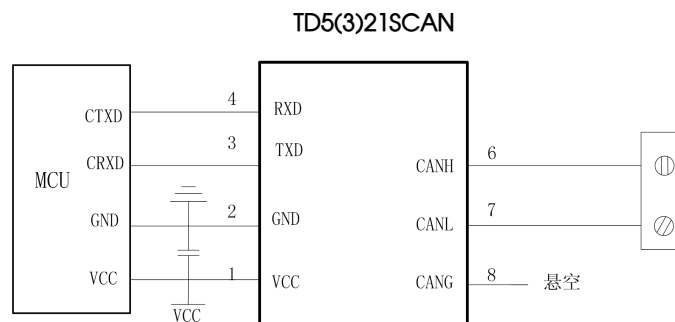 TD5(3)21SCAN
CTXD 4 RXD
3 TXD
CRXD CANH 6
MCU
GND 2 GND CANL 7
VCC 1 VCC CANG 8 悬空
VCC